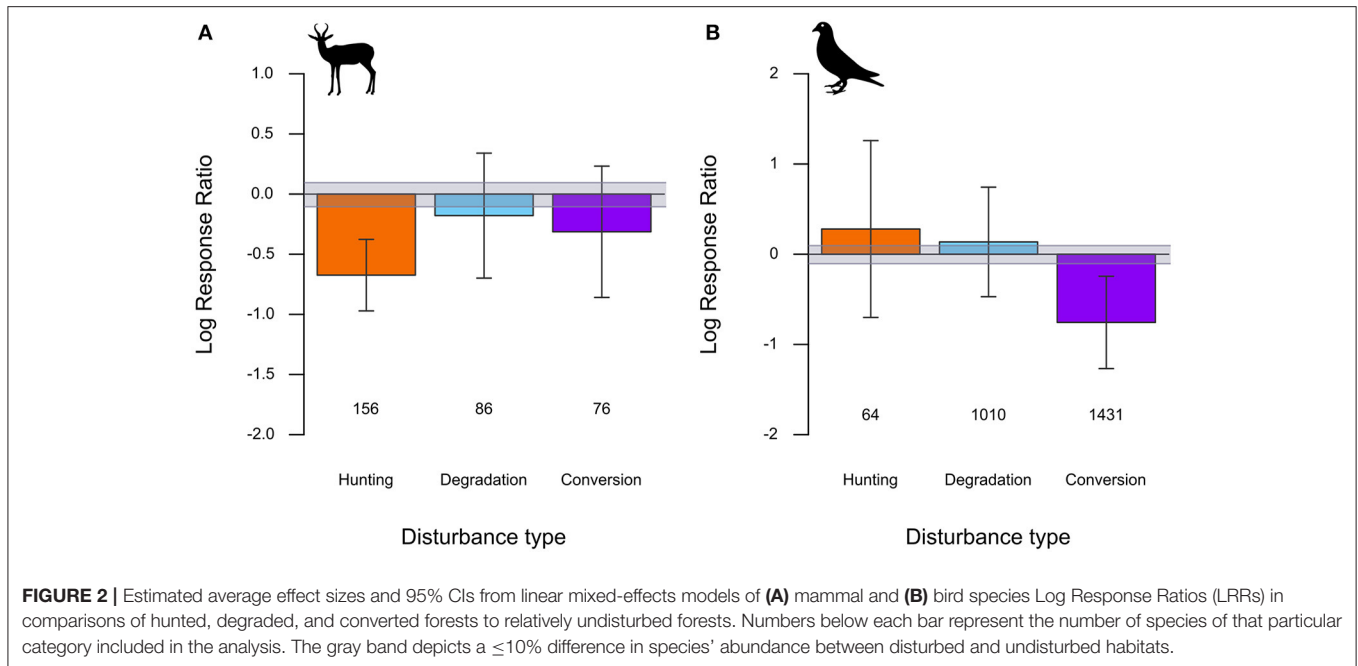 A
B
1.0
0.5
0.0
-0.5
-1.0
-1.5
-2.0
Log Response Ratio
156 86 76
Hunting Degradation Conversion
Disturbance type
2
1
0
-1
-2
Log Response Ratio
64 1010 1431
Hunting Degradation Conversion
Disturbance type
FIGURE 2 | Estimated average effect sizes and 95% CIs from linear mixed-effects models of (A) mammal and (B) bird species Log Response Ratios (LRRs) in
comparisons of hunted, degraded, and converted forests to relatively undisturbed forests. Numbers below each bar represent the number of species of that particular
category included in the analysis. The gray band depicts a ≤10% difference in species’ abundance between disturbed and undisturbed habitats.